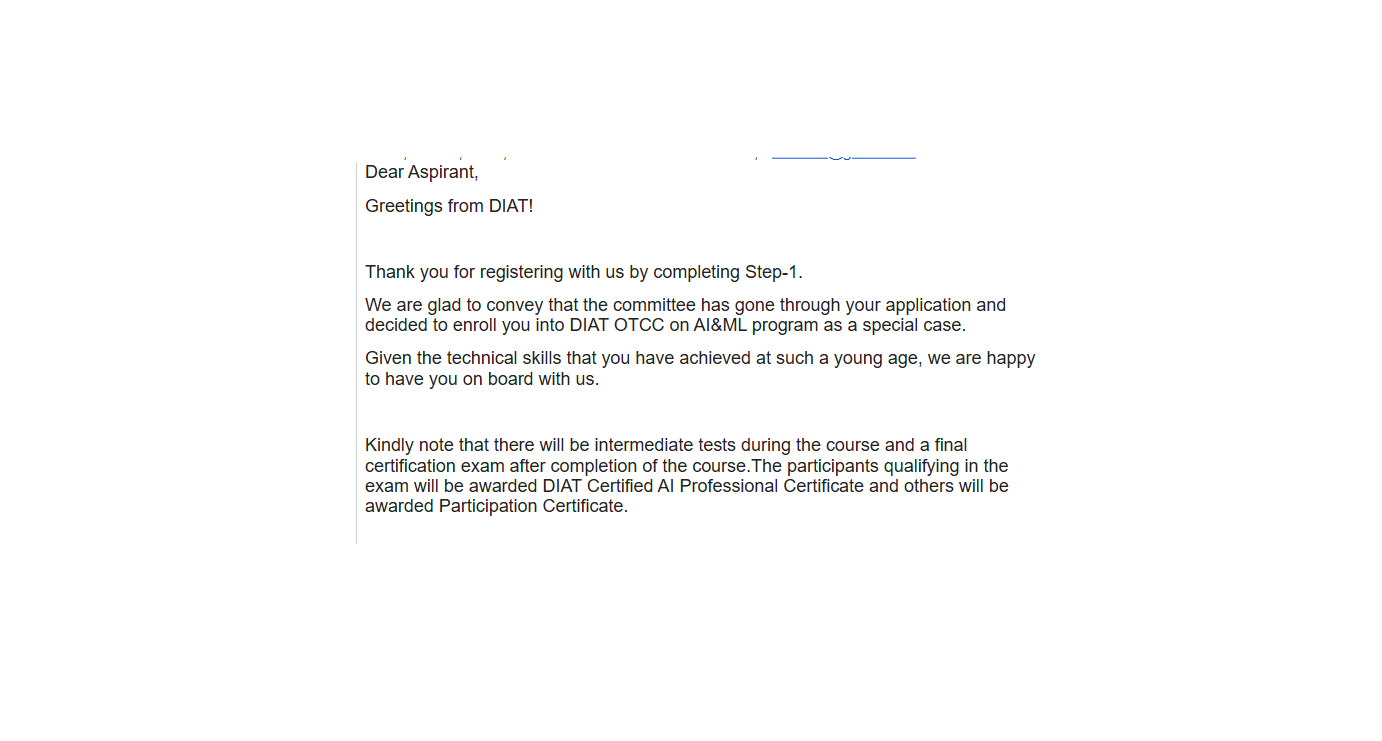 Dear Aspirant,
Greetings from DIAT!
Thank you for registering with us by completing Step-1.
We are glad to convey that the committee has gone through your application and
decided to enroll you into DIAT OTCC on AI&ML program as a special case.
Given the technical skills that you have achieved at such a young age, we are happy
to have you on board with us.
Kindly note that there will be intermediate tests during the course and a final
certification exam after completion of the course.The participants qualifying in the
exam will be awarded DIAT Certified AI Professional Certificate and others will be
awarded Participation Certificate.